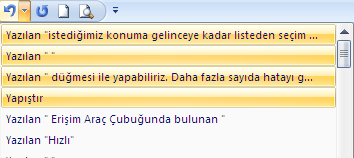 Yazılan "istediğimiz konuma gelinceye kadar listeden seçim ...
Yazılan " "
Yazılan " düğmesi ile yapabiliriz. Daha fazla sayıda hatayı g...
Yapıştır
Yazılan " Erişim Araç Çubuğunda bulunan "
Yazılan "Hızlı"